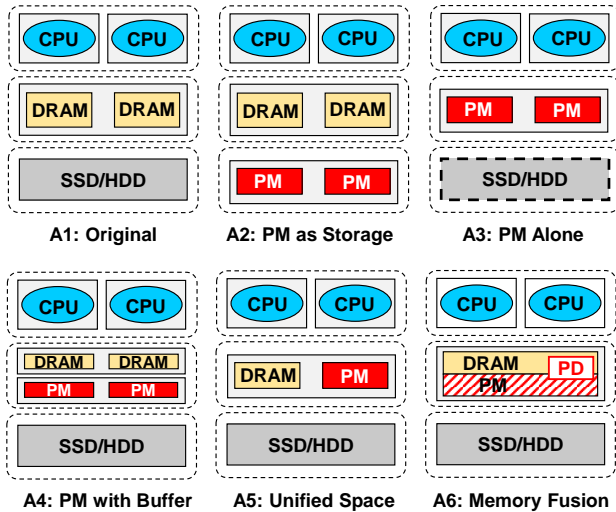 CPU CPU
DRAM DRAM
SSD/HDD
A1: Original
CPU CPU
DRAM DRAM
PM PM
A2: PM as Storage
CPU CPU
PM PM
SSD/HDD
A3: PM Alone
CPU CPU
DRAM DRAM
PM PM
SSD/HDD
A4: PM with Buffer
CPU CPU
DRAM PM
SSD/HDD
A5: Unified Space
CPU CPU
DRAM PD
PM
SSD/HDD
A6: Memory Fusion